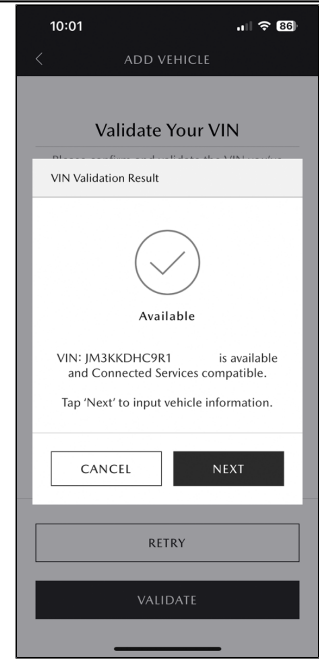 10:01
86
ADD VEHICLE
Validate Your VIN
VIN Validation Result
Available
VIN: JM3KKDHC9R1 is available
and Connected Services compatible.
Tap 'Next' to input vehicle information.
CANCEL NEXT
RETRY
VALIDATE